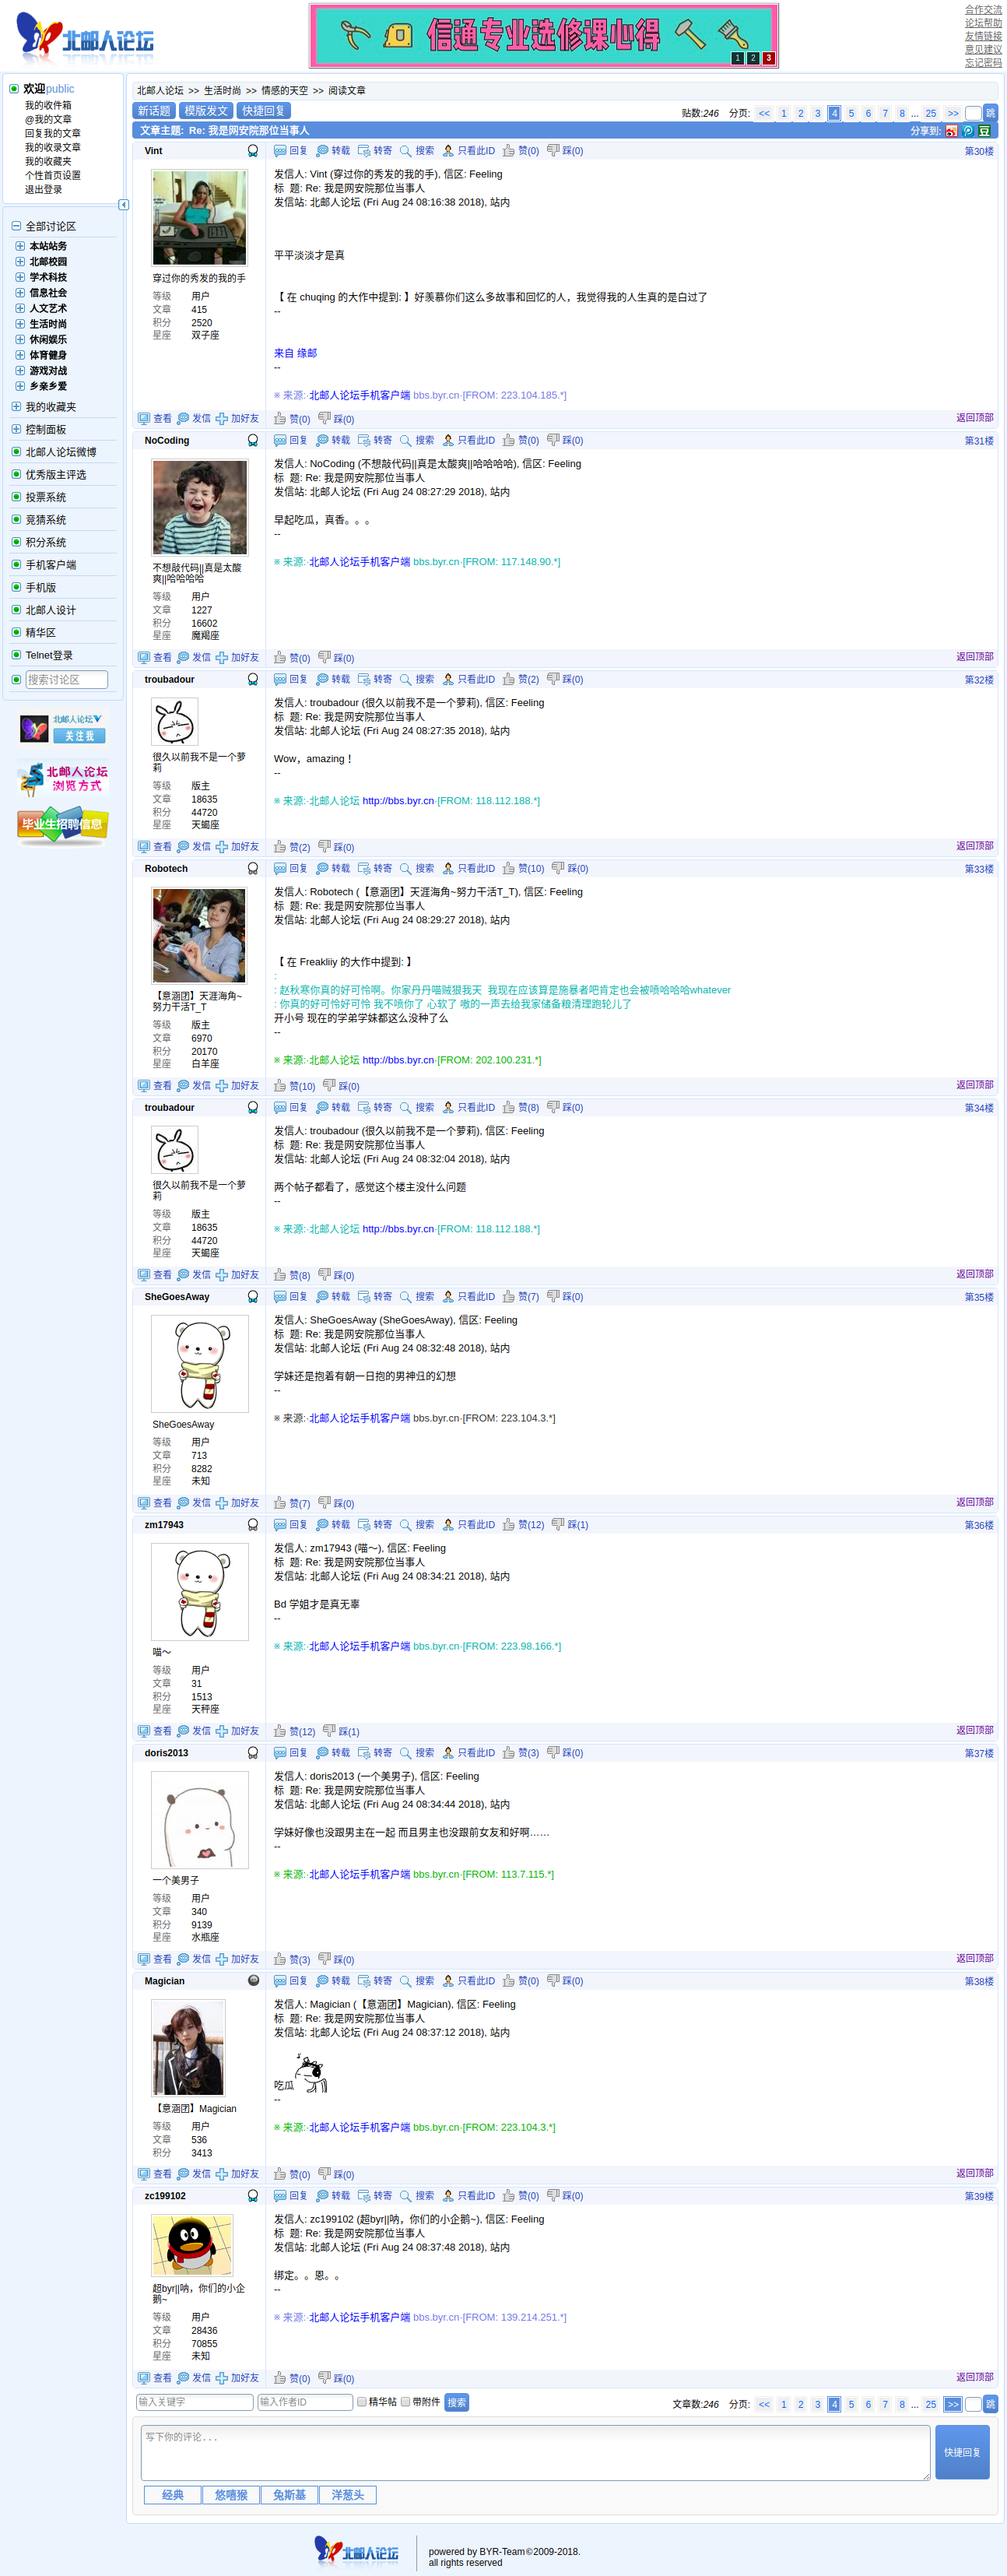 北邮人论坛
信通专业选修课心得
1 2 3
合作交流
论坛帮助
友情链接
意见建议
忘记密码
欢迎public
我的收件箱
@我的文章
回复我的文章
我的收录文章
我的收藏夹
个性首页设置
退出登录
全部讨论区
本站站务
北邮校园
学术科技
信息社会
人文艺术
生活时尚
休闲娱乐
体育健身
游戏对战
乡亲乡爱
我的收藏夹
控制面板
北邮人论坛微博
优秀版主评选
投票系统
竞猜系统
积分系统
手机客户端
手机版
北邮人设计
精华区
Telnet登录
搜索讨论区
北邮人论坛
关注我
北邮人论坛
浏览方式
毕业生招聘信息
北邮人论坛 >> 生活时尚 >> 情感的天空 >> 阅读文章
新话题 模版发文 快捷回复
贴数:246 分页: << 1 2 3 4 5 6 7 8 ... 25 >> 跳
文章主题: Re: 我是网安院那位当事人 分享到:
Vint 回复 转载 转寄 搜索 只看此ID 赞(0) 踩(0) 第30楼
穿过你的秀发的我的手
等级 用户
文章 415
积分 2520
星座 双子座
发信人: Vint (穿过你的秀发的我的手), 信区: Feeling
标 题: Re: 我是网安院那位当事人
发信站: 北邮人论坛 (Fri Aug 24 08:16:38 2018), 站内
平平淡淡才是真
【 在 chuqing 的大作中提到: 】好羡慕你们这么多故事和回忆的人，我觉得我的人生真的是白过了
--
来自 缘邮
--
※ 来源:·北邮人论坛手机客户端 bbs.byr.cn·[FROM: 223.104.185.*]
查看 发信 加好友 赞(0) 踩(0) 返回顶部
NoCoding 回复 转载 转寄 搜索 只看此ID 赞(0) 踩(0) 第31楼
不想敲代码||真是太酸
爽||哈哈哈哈
等级 用户
文章 1227
积分 16602
星座 魔羯座
发信人: NoCoding (不想敲代码||真是太酸爽||哈哈哈哈), 信区: Feeling
标 题: Re: 我是网安院那位当事人
发信站: 北邮人论坛 (Fri Aug 24 08:27:29 2018), 站内
早起吃瓜，真香。。。
--
※ 来源:·北邮人论坛手机客户端 bbs.byr.cn·[FROM: 117.148.90.*]
查看 发信 加好友 赞(0) 踩(0) 返回顶部
troubadour 回复 转载 转寄 搜索 只看此ID 赞(2) 踩(0) 第32楼
很久以前我不是一个萝
莉
等级 版主
文章 18635
积分 44720
星座 天蝎座
发信人: troubadour (很久以前我不是一个萝莉), 信区: Feeling
标 题: Re: 我是网安院那位当事人
发信站: 北邮人论坛 (Fri Aug 24 08:27:35 2018), 站内
Wow，amazing！
--
※ 来源:·北邮人论坛 http://bbs.byr.cn·[FROM: 118.112.188.*]
查看 发信 加好友 赞(2) 踩(0) 返回顶部
Robotech 回复 转载 转寄 搜索 只看此ID 赞(10) 踩(0) 第33楼
【意涵团】天涯海角~
努力干活T_T
等级 版主
文章 6970
积分 20170
星座 白羊座
发信人: Robotech (【意涵团】天涯海角~努力干活T_T), 信区: Feeling
标 题: Re: 我是网安院那位当事人
发信站: 北邮人论坛 (Fri Aug 24 08:29:27 2018), 站内
【 在 Freakliiy 的大作中提到: 】
:
: 赵秋寒你真的好可怜啊。你家丹丹喵贼狠我天 我现在应该算是施暴者吧肯定也会被喷哈哈哈whatever
: 你真的好可怜好可怜 我不喷你了 心软了 嗷的一声去给我家储备粮清理跑轮儿了
开小号 现在的学弟学妹都这么没种了么
--
※ 来源:·北邮人论坛 http://bbs.byr.cn·[FROM: 202.100.231.*]
查看 发信 加好友 赞(10) 踩(0) 返回顶部
troubadour 回复 转载 转寄 搜索 只看此ID 赞(8) 踩(0) 第34楼
很久以前我不是一个萝
莉
等级 版主
文章 18635
积分 44720
星座 天蝎座
发信人: troubadour (很久以前我不是一个萝莉), 信区: Feeling
标 题: Re: 我是网安院那位当事人
发信站: 北邮人论坛 (Fri Aug 24 08:32:04 2018), 站内
两个帖子都看了，感觉这个楼主没什么问题
--
※ 来源:·北邮人论坛 http://bbs.byr.cn·[FROM: 118.112.188.*]
查看 发信 加好友 赞(8) 踩(0) 返回顶部
SheGoesAway 回复 转载 转寄 搜索 只看此ID 赞(7) 踩(0) 第35楼
SheGoesAway
等级 用户
文章 713
积分 8282
星座 未知
发信人: SheGoesAway (SheGoesAway), 信区: Feeling
标 题: Re: 我是网安院那位当事人
发信站: 北邮人论坛 (Fri Aug 24 08:32:48 2018), 站内
学妹还是抱着有朝一日抱的男神归的幻想
--
※ 来源:·北邮人论坛手机客户端 bbs.byr.cn·[FROM: 223.104.3.*]
查看 发信 加好友 赞(7) 踩(0) 返回顶部
zm17943 回复 转载 转寄 搜索 只看此ID 赞(12) 踩(1) 第36楼
喵～
等级 用户
文章 31
积分 1513
星座 天秤座
发信人: zm17943 (喵～), 信区: Feeling
标 题: Re: 我是网安院那位当事人
发信站: 北邮人论坛 (Fri Aug 24 08:34:21 2018), 站内
Bd 学姐才是真无辜
--
※ 来源:·北邮人论坛手机客户端 bbs.byr.cn·[FROM: 223.98.166.*]
查看 发信 加好友 赞(12) 踩(1) 返回顶部
doris2013 回复 转载 转寄 搜索 只看此ID 赞(3) 踩(0) 第37楼
一个美男子
等级 用户
文章 340
积分 9139
星座 水瓶座
发信人: doris2013 (一个美男子), 信区: Feeling
标 题: Re: 我是网安院那位当事人
发信站: 北邮人论坛 (Fri Aug 24 08:34:44 2018), 站内
学妹好像也没跟男主在一起 而且男主也没跟前女友和好啊……
--
※ 来源:·北邮人论坛手机客户端 bbs.byr.cn·[FROM: 113.7.115.*]
查看 发信 加好友 赞(3) 踩(0) 返回顶部
Magician 回复 转载 转寄 搜索 只看此ID 赞(0) 踩(0) 第38楼
【意涵团】Magician
等级 用户
文章 536
积分 3413
发信人: Magician (【意涵团】Magician), 信区: Feeling
标 题: Re: 我是网安院那位当事人
发信站: 北邮人论坛 (Fri Aug 24 08:37:12 2018), 站内
吃瓜
--
※ 来源:·北邮人论坛手机客户端 bbs.byr.cn·[FROM: 223.104.3.*]
查看 发信 加好友 赞(0) 踩(0) 返回顶部
zc199102 回复 转载 转寄 搜索 只看此ID 赞(0) 踩(0) 第39楼
超byr||呐，你们的小企
鹅~
等级 用户
文章 28436
积分 70855
星座 未知
发信人: zc199102 (超byr||呐，你们的小企鹅~), 信区: Feeling
标 题: Re: 我是网安院那位当事人
发信站: 北邮人论坛 (Fri Aug 24 08:37:48 2018), 站内
绑定。。恩。。
--
※ 来源:·北邮人论坛手机客户端 bbs.byr.cn·[FROM: 139.214.251.*]
查看 发信 加好友 赞(0) 踩(0) 返回顶部
输入关键字 输入作者ID 精华帖 带附件 搜索
文章数:246 分页: << 1 2 3 4 5 6 7 8 ... 25 >> 跳
写下你的评论...
快捷回复
经典 悠嘻猴 兔斯基 洋葱头
北邮人论坛
powered by BYR-Team©2009-2018.
all rights reserved